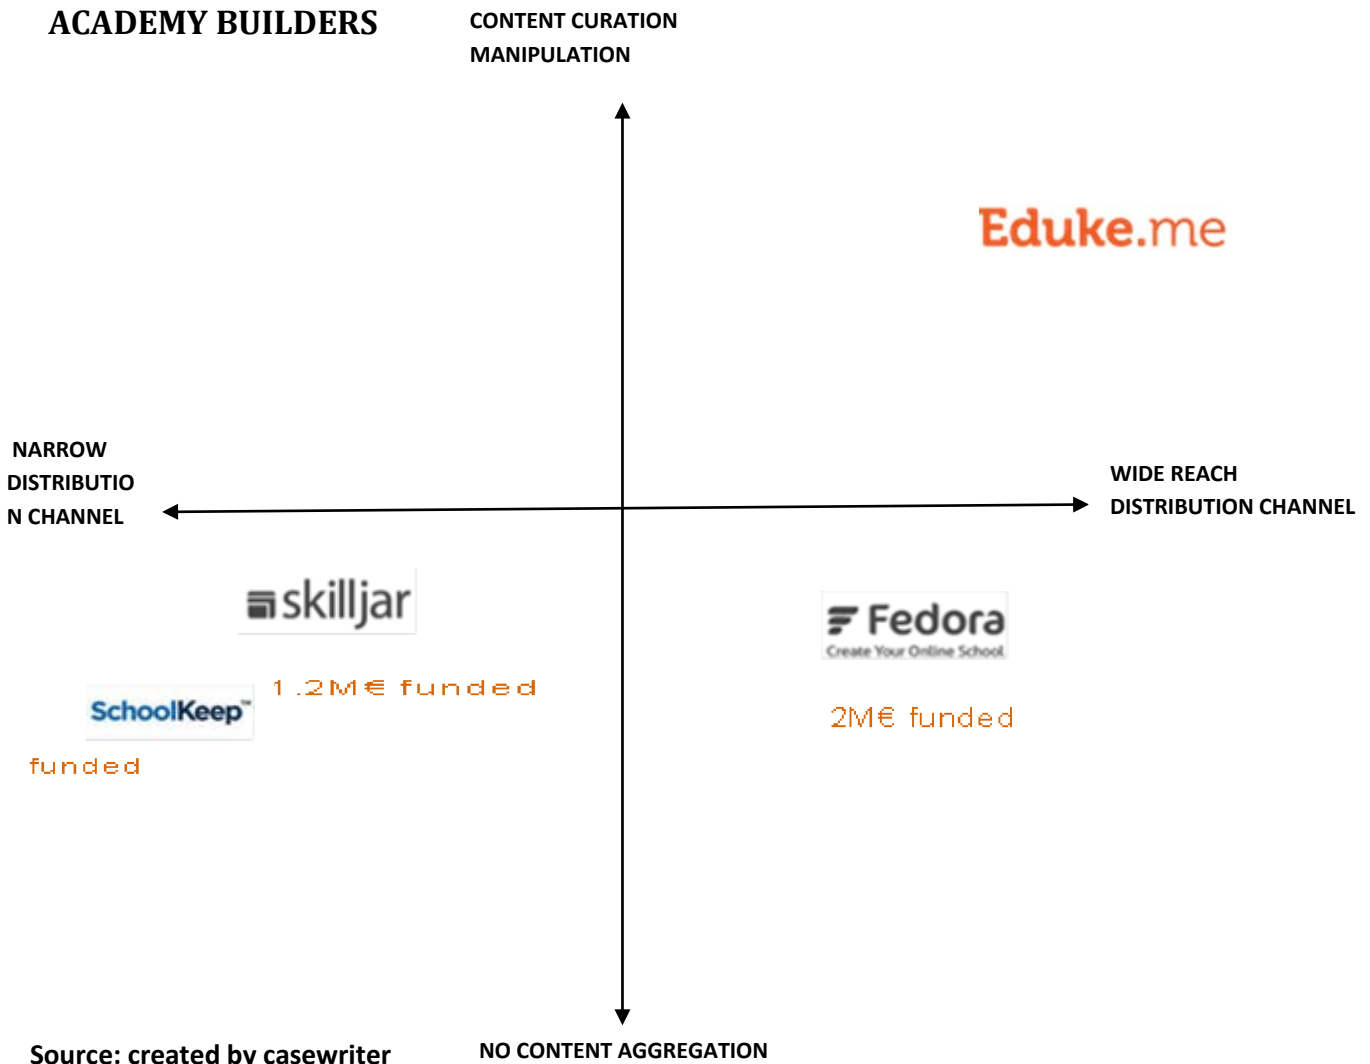 ACADEMY BUILDERS
CONTENT CURATION
MANIPULATION
Eduke.me
NARROW
DISTRIBUTIO
N CHANNEL
WIDE REACH
DISTRIBUTION CHANNEL
skilljar
Fedora
Create Your Online School
1.2M€ funded
SchoolKeep™
2M€ funded
funded
Source: created by casewriter
NO CONTENT AGGREGATION